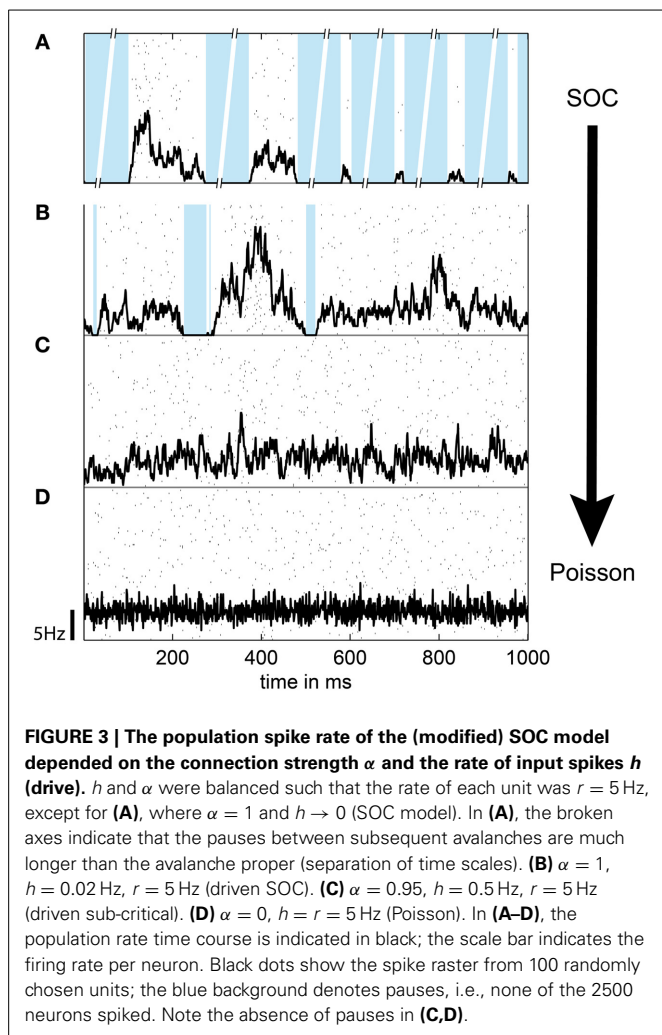 A
SOC
B
C
D
Poisson
5Hz
200 400 600 800 1000
time in ms
FIGURE 3 | The population spike rate of the (modified) SOC model
depended on the connection strength α and the rate of input spikes h
(drive). h and α were balanced such that the rate of each unit was r = 5 Hz,
except for (A), where α = 1 and h → 0 (SOC model). In (A), the broken
axes indicate that the pauses between subsequent avalanches are much
longer than the avalanche proper (separation of time scales). (B) α = 1,
h = 0.02 Hz, r = 5 Hz (driven SOC). (C) α = 0.95, h = 0.5 Hz, r = 5 Hz
(driven sub-critical). (D) α = 0, h = r = 5 Hz (Poisson). In (A–D), the
population rate time course is indicated in black; the scale bar indicates the
firing rate per neuron. Black dots show the spike raster from 100 randomly
chosen units; the blue background denotes pauses, i.e., none of the 2500
neurons spiked. Note the absence of pauses in (C,D).